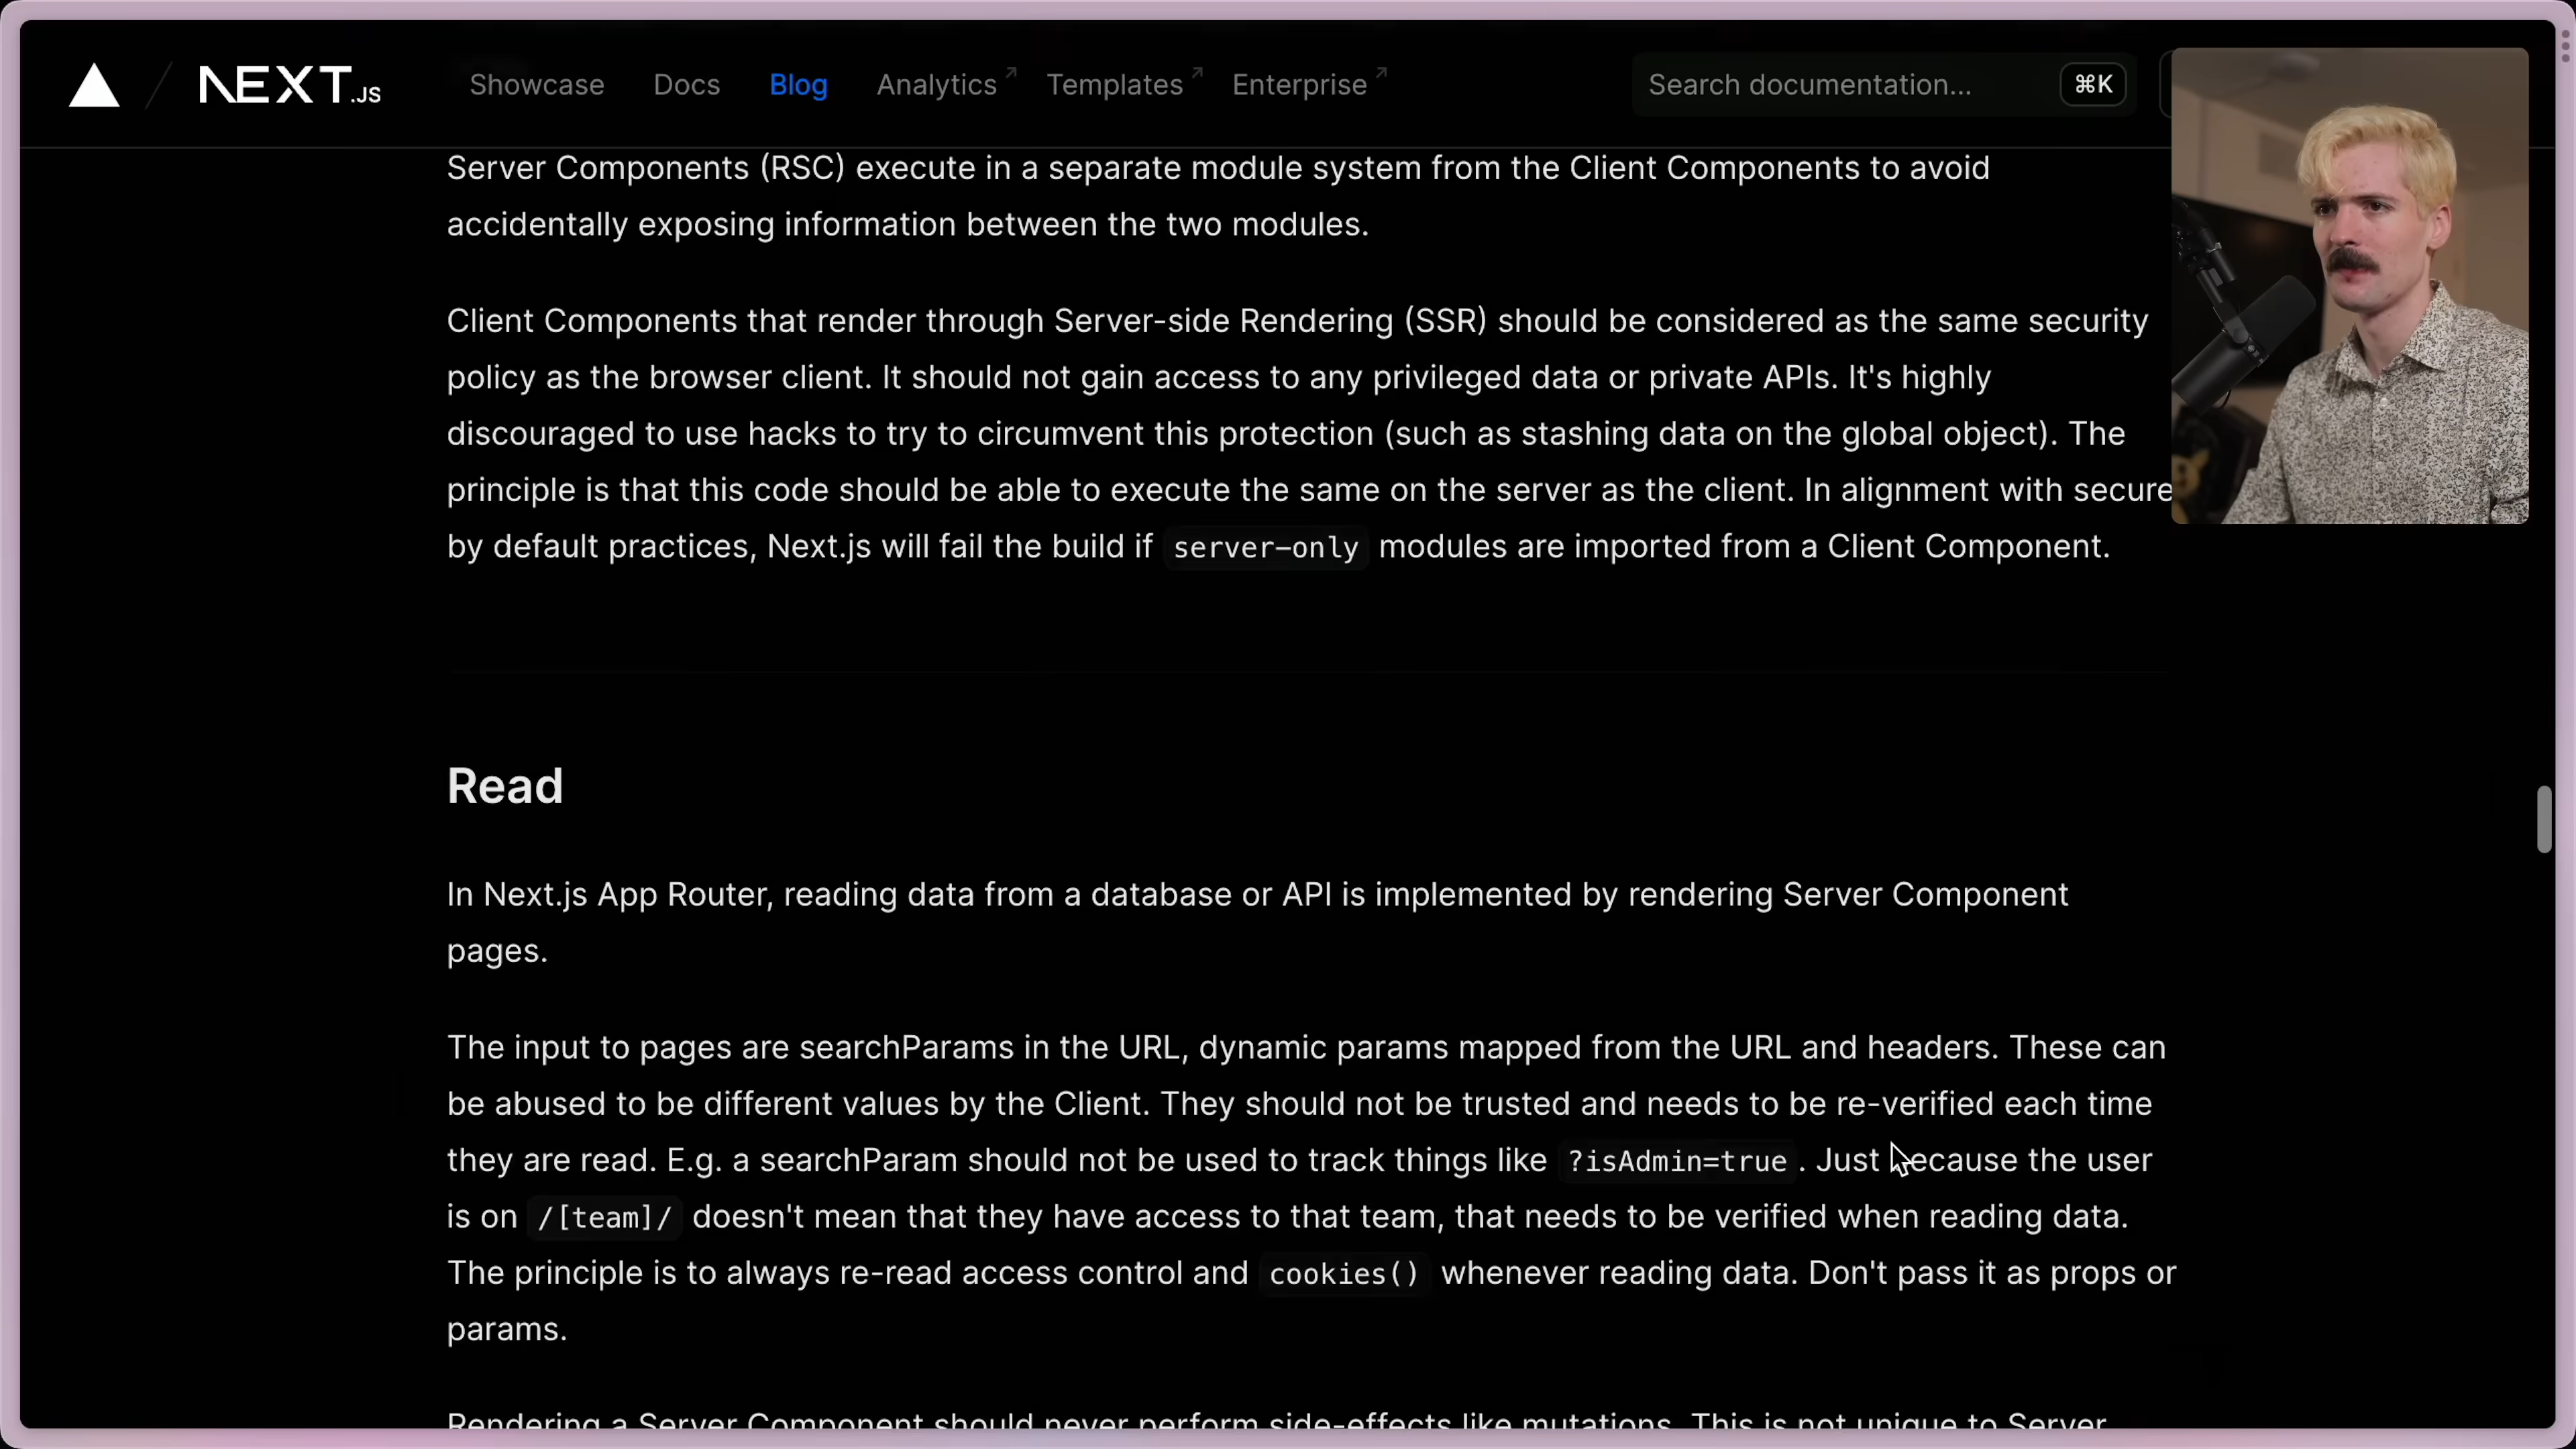 NEXT.JS
Showcase Docs Blog Analytics Templates Enterprise
Search documentation... ⌘K
Server Components (RSC) execute in a separate module system from the Client Components to avoid
accidentally exposing information between the two modules.
Client Components that render through Server-side Rendering (SSR) should be considered as the same security
policy as the browser client. It should not gain access to any privileged data or private APIs. It's highly
discouraged to use hacks to try to circumvent this protection (such as stashing data on the global object). The
principle is that this code should be able to execute the same on the server as the client. In alignment with secure
by default practices, Next.js will fail the build if server-only modules are imported from a Client Component.
Read
In Next.js App Router, reading data from a database or API is implemented by rendering Server Component
pages.
The input to pages are searchParams in the URL, dynamic params mapped from the URL and headers. These can
be abused to be different values by the Client. They should not be trusted and needs to be re-verified each time
they are read. E.g. a searchParam should not be used to track things like ?isAdmin=true . Just because the user
is on /[team]/ doesn't mean that they have access to that team, that needs to be verified when reading data.
The principle is to always re-read access control and cookies() whenever reading data. Don't pass it as props or
params.
Rendering a Server Component should never perform side-effects like mutations. This is not unique to Server